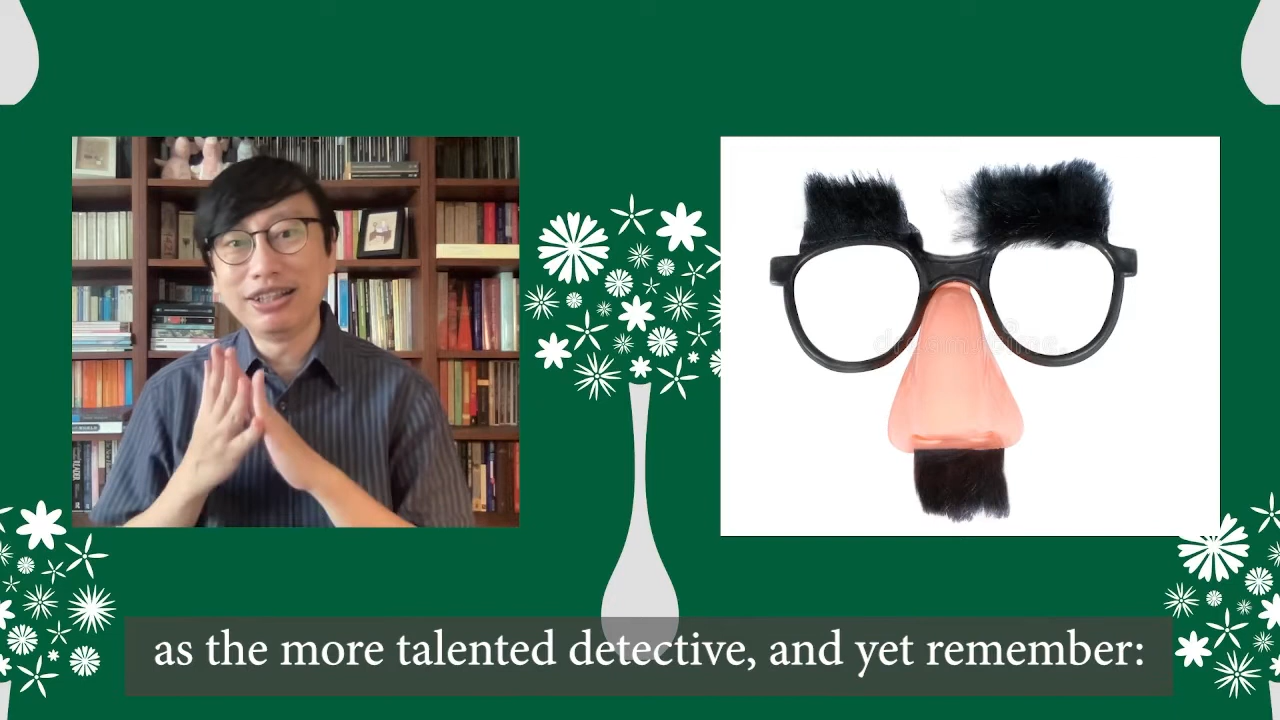 as the more talented detective, and yet remember: